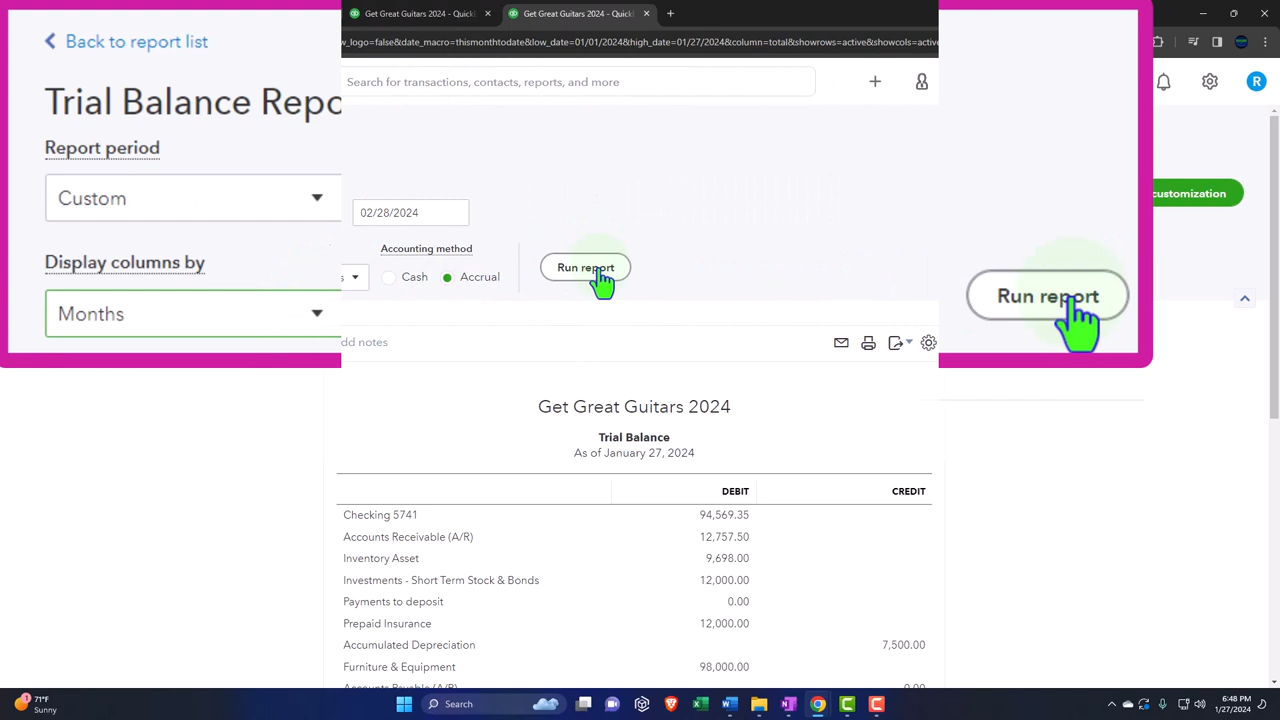 Get Great Guitars 2024 - Quick
Get Great Guitars 2024 - QuickB
w_logo=false&date_macro=thismonthtodate&low_date=01/01/2024&high_date=01/27/2024&column=total&showrows=active&showcols=active
Back to report list
Search for transactions, contacts, reports, and more
R
Trial Balance Repo
Report period
Custom
02/28/2024
customization
Display columns by
Accounting method
Months
Cash
Accrual
Run report
Run report
dd notes
Get Great Guitars 2024
Trial Balance
As of January 27, 2024
DEBIT CREDIT
Checking 5741 94,569.35
Accounts Receivable (A/R) 12,757.50
Inventory Asset 9,698.00
Investments - Short Term Stock & Bonds 12,000.00
Payments to deposit 0.00
Prepaid Insurance 12,000.00
Accumulated Depreciation 7,500.00
Furniture & Equipment 98,000.00
Accounts Payable (A/P) 0.00
1
71°F
Sunny
Search
6:48 PM
1/27/2024